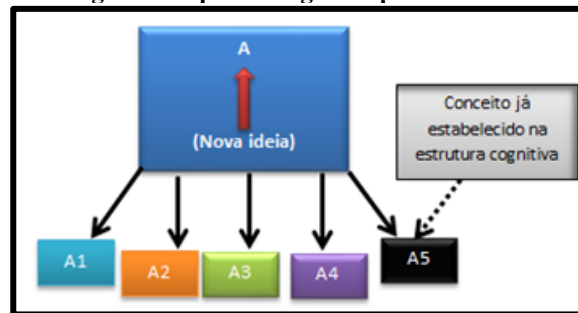 A
(Nova ideia)
Conceito já
estabelecido na
estrutura cognitiva
A1
A2
A3
A4
A5